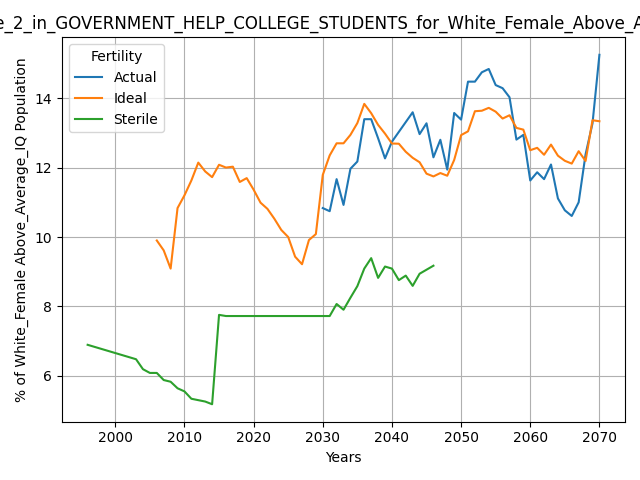 e_2_in_GOVERNMENT_HELP_COLLEGE_STUDENTS_for_White_Female_Above_A
% of White_Female Above_Average_IQ Population
Fertility
Actual
Ideal
Sterile
14
12
10
8
6
2000 2010 2020 2030 2040 2050 2060 2070
Years